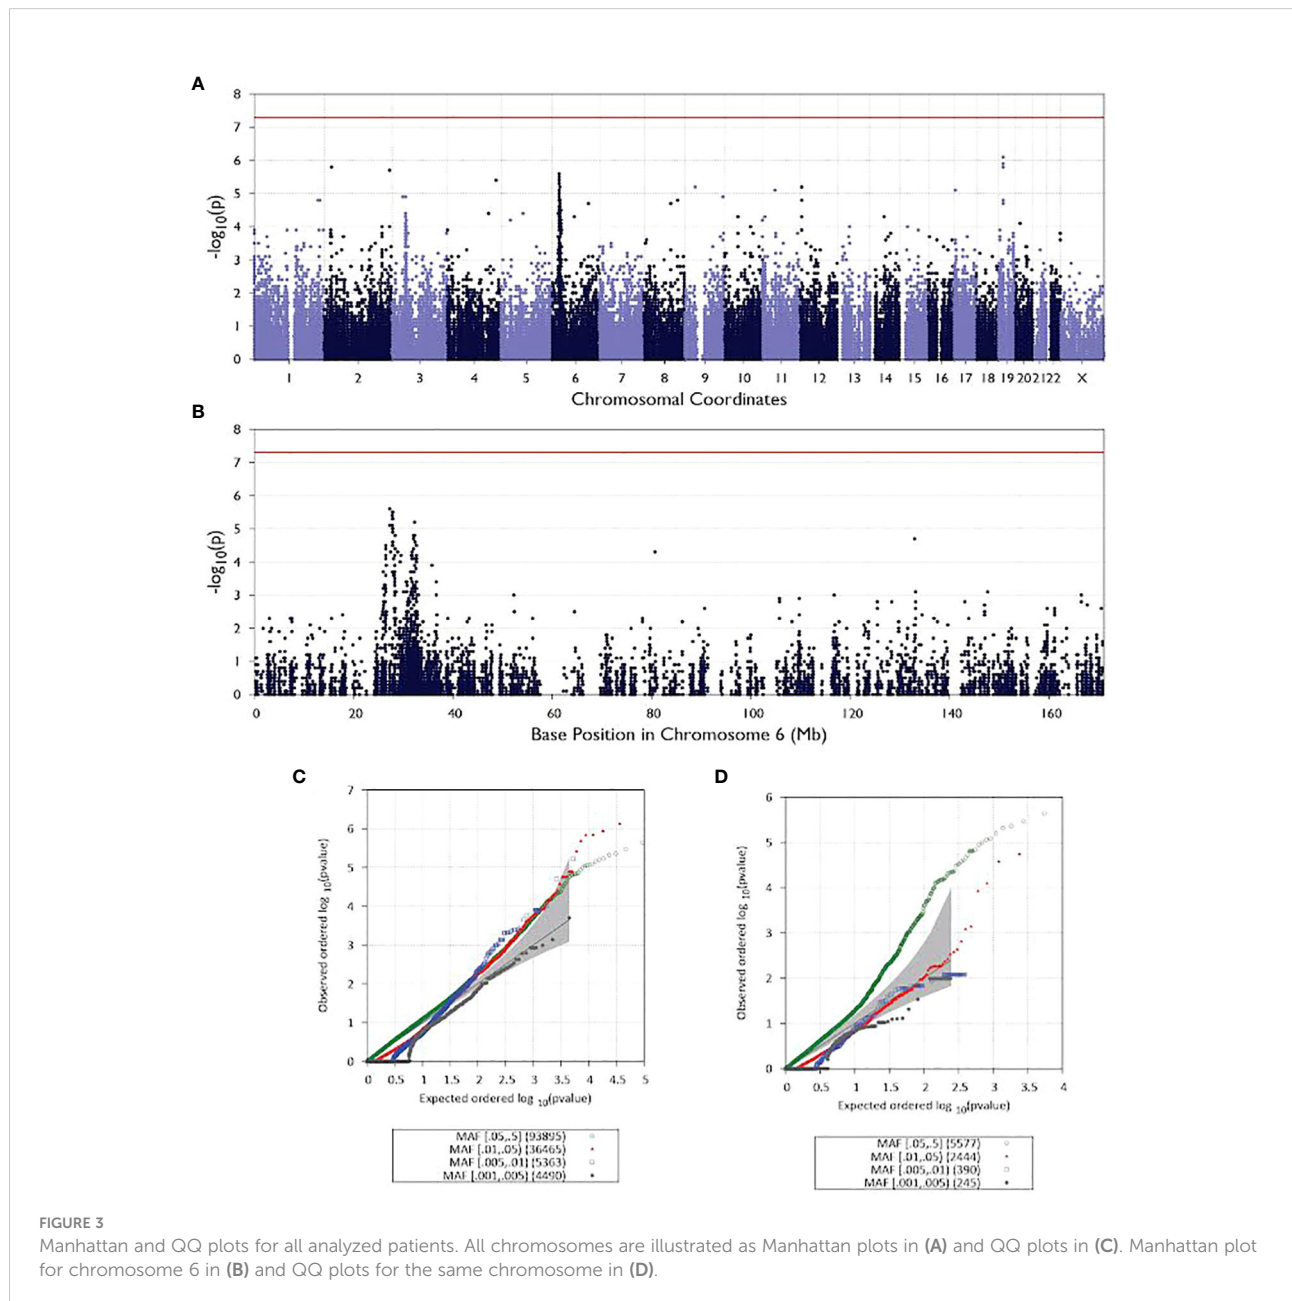 A
8
7
6
5
4
3
2
1
0
-log10(p)
1 2 3 4 5 6 7 8 9 10 11 12 13 14 15 16 17 18 19 20 21 22 X
Chromosomal Coordinates
B
8
7
6
5
4
3
2
1
0
-log10(p)
0 20 40 60 80 100 120 140 160
Base Position in Chromosome 6 (Mb)
C
7
6
5
4
3
2
1
0
Observed ordered log 10(pvalue)
0 0.5 1 1.5 2 2.5 3 3.5 4 4.5 5
Expected ordered log 10(pvalue)
MAF [.05,.5] (93895)
MAF [.01,.05) (36465)
MAF [.005,.01) (5363)
MAF [.001,.005) (4490)
D
6
5
4
3
2
1
0
Observed ordered log 10(pvalue)
0 0.5 1 1.5 2 2.5 3 3.5 4
Expected ordered log 10(pvalue)
MAF [.05,.5] (5577)
MAF [.01,.05) (2444)
MAF [.005,.01) (390)
MAF [.001,.005) (245)
FIGURE 3
Manhattan and QQ plots for all analyzed patients. All chromosomes are illustrated as Manhattan plots in (A) and QQ plots in (C). Manhattan plot
for chromosome 6 in (B) and QQ plots for the same chromosome in (D).